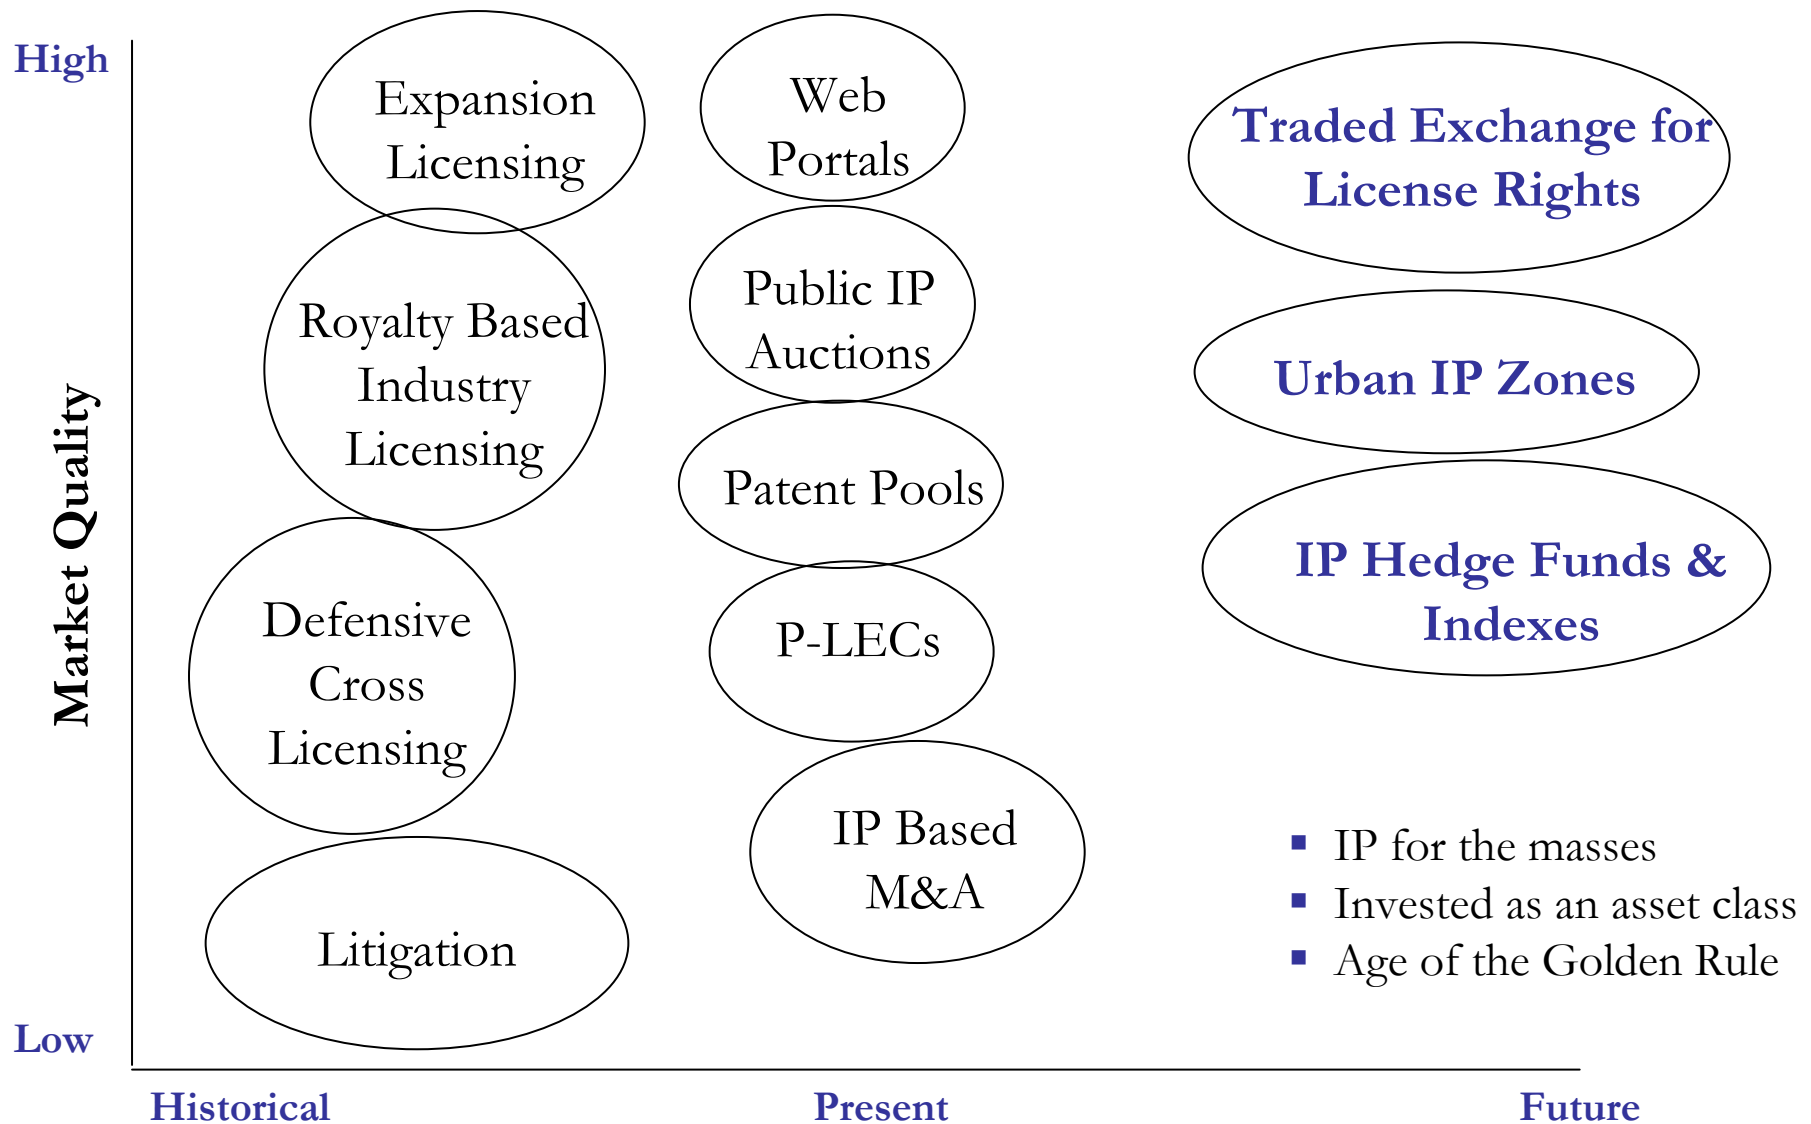 High
Expansion
Licensing
Web
Portals
Traded Exchange for
License Rights
Royalty Based
Industry
Licensing
Public IP
Auctions
Urban IP Zones
Patent Pools
IP Hedge Funds &
Indexes
Market Quality
Defensive
Cross
Licensing
P-LECs
IP Based
M&A
Litigation
▪ IP for the masses
▪ Invested as an asset class
▪ Age of the Golden Rule
Low
Historical
Present
Future